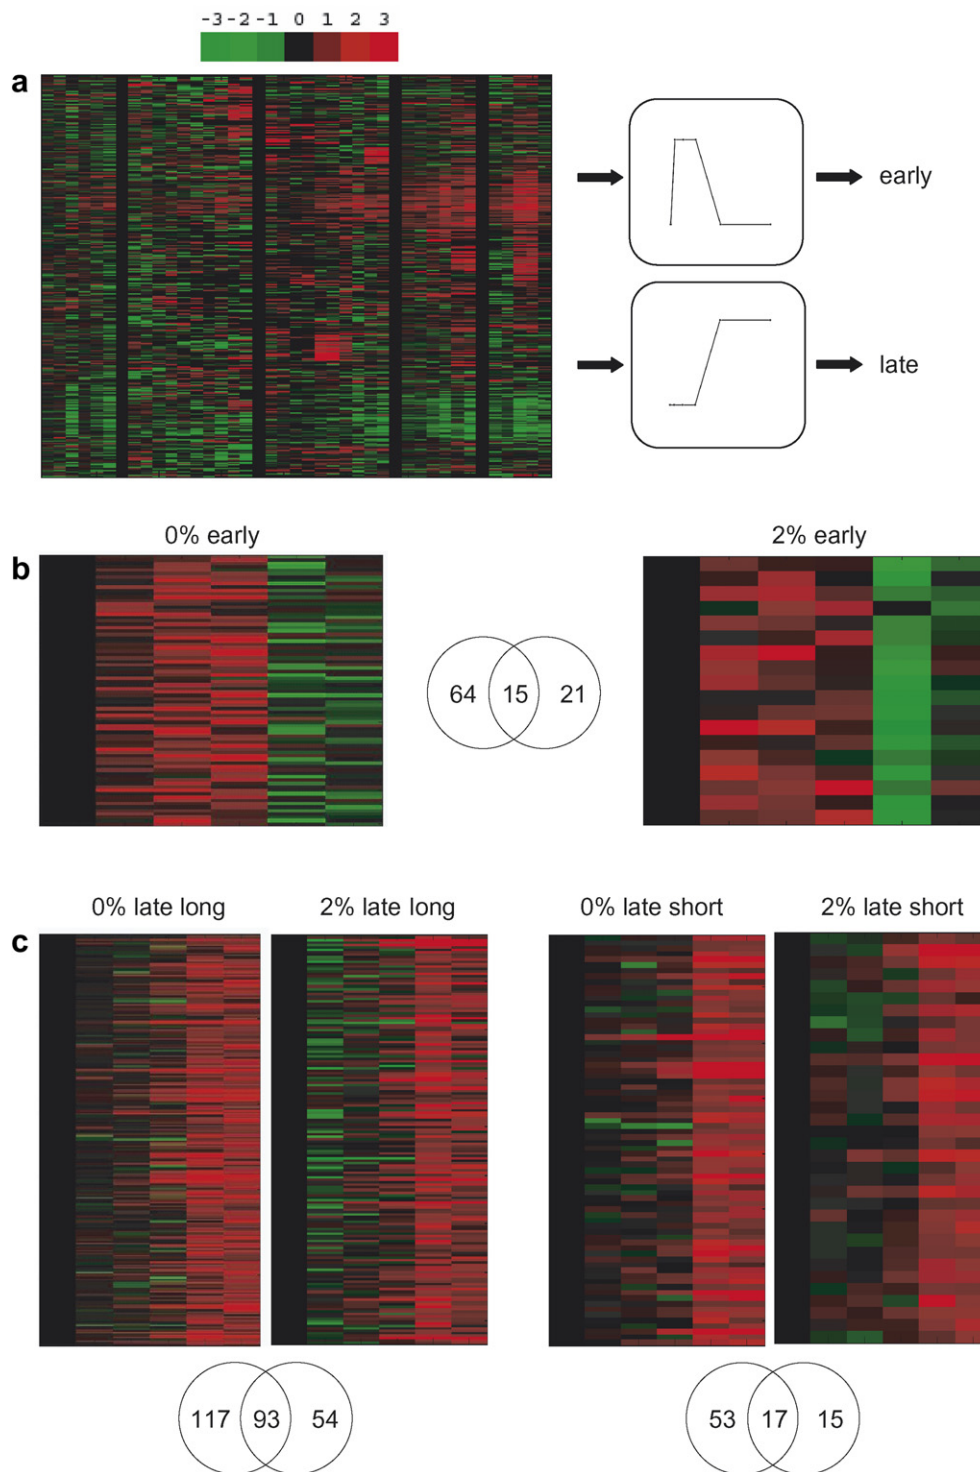 -3 -2 -1 0 1 2 3
a
early
late
0% early
2% early
b
64 15 21
0% late long
2% late long
0% late short
2% late short
c
117 93 54
53 17 15